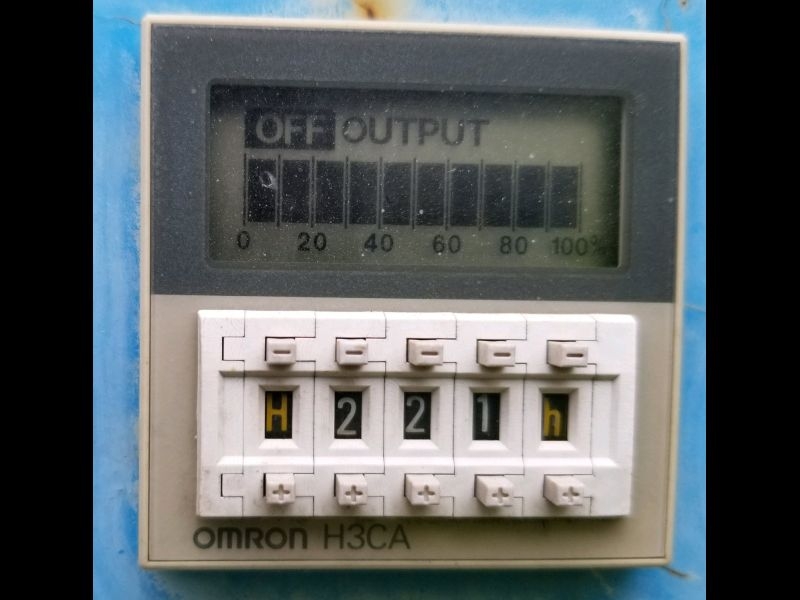 OFF OUTPUT
0 20 40 60 80 100%
- - - - -
H 2 2 1 h
+ + + + +
OMRON H3CA